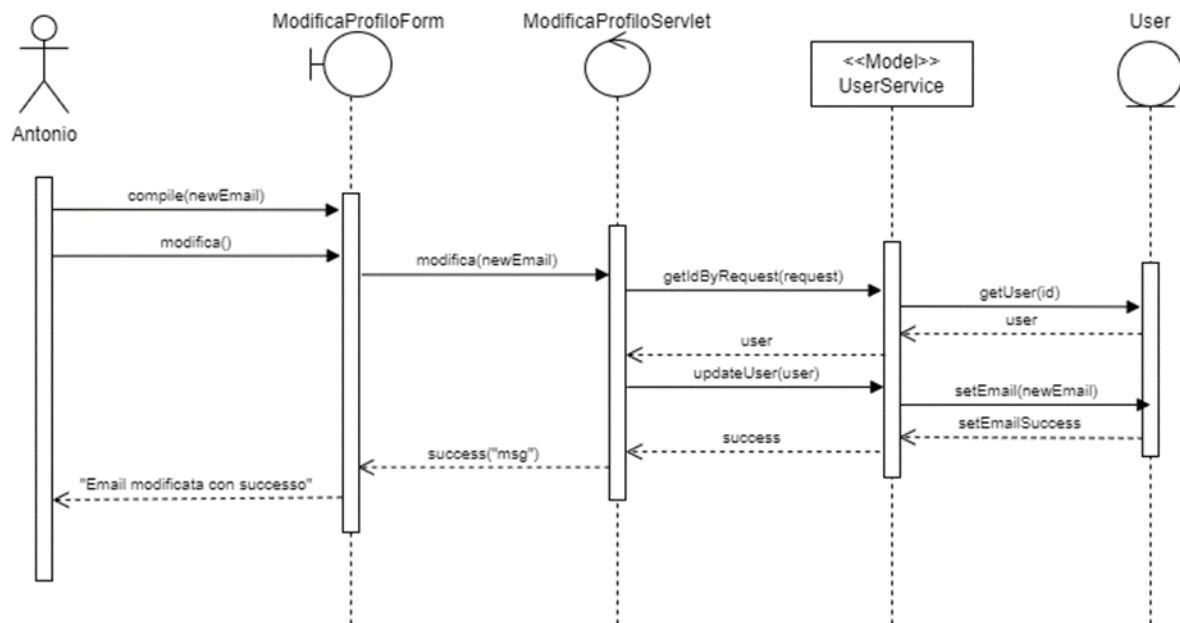 ModificaProfiloForm
ModificaProfiloServlet
User
<<Model>>
UserService
Antonio
compile(newEmail)
modifica()
modifica(newEmail)
getIdByRequest(request)
getUser(id)
user
user
updateUser(user)
setEmail(newEmail)
setEmailSuccess
success
success("msg")
"Email modificata con successo"